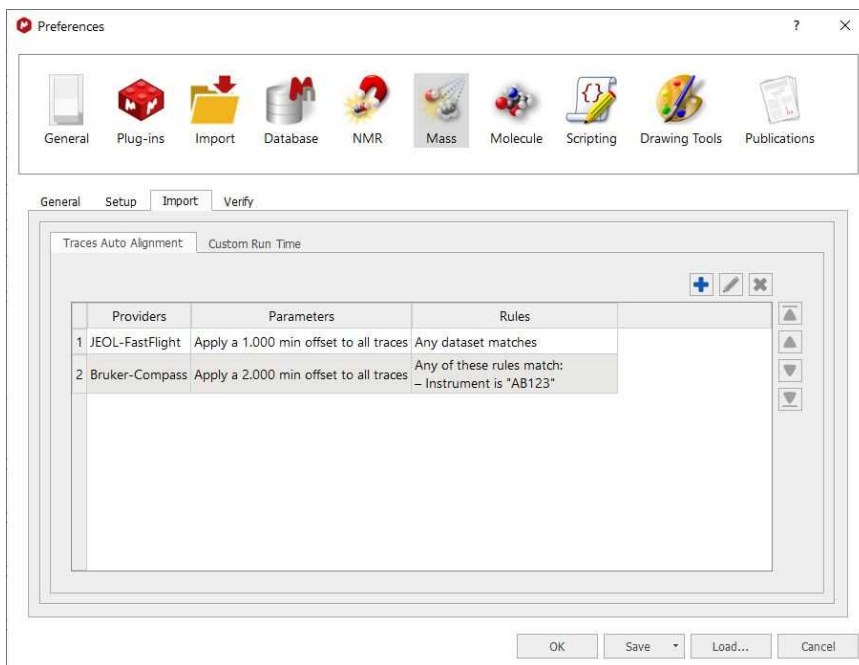 Preferences
?
General Plug-ins Import Database NMR Mass Molecule Scripting Drawing Tools Publications
General Setup Import Verify
Traces Auto Alignment Custom Run Time
Providers Parameters Rules
1 JEOL-FastFlight Apply a 1.000 min offset to all traces Any dataset matches
2 Bruker-Compass Apply a 2.000 min offset to all traces Any of these rules match:
– Instrument is "AB123"
OK Save Load... Cancel